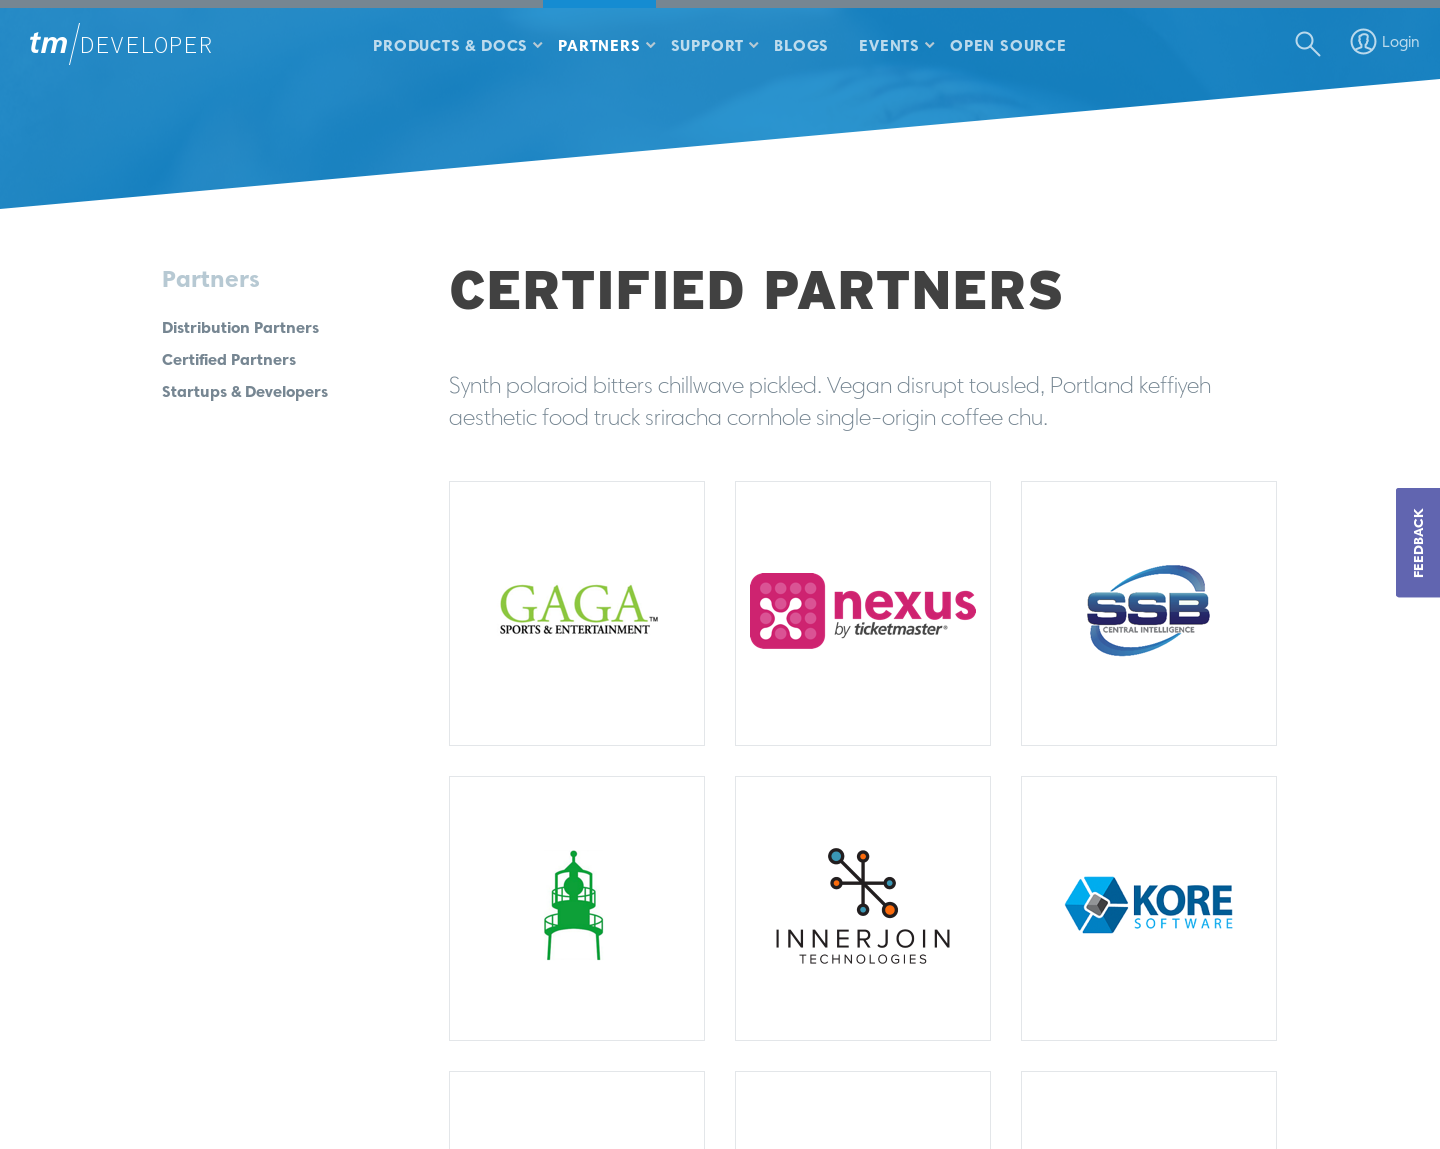 tm/DEVELOPER
PRODUCTS & DOCS
PARTNERS
SUPPORT
BLOGS
EVENTS
OPEN SOURCE
Login
Partners
Distribution Partners
Certified Partners
Startups & Developers
CERTIFIED PARTNERS
Synth polaroid bitters chillwave pickled. Vegan disrupt tousled, Portland keffiyeh
aesthetic food truck sriracha cornhole single-origin coffee chu.
FEEDBACK
GAGA™
SPORTS & ENTERTAINMENT
nexus
by ticketmaster®
SSB
CENTRAL INTELLIGENCE
INNERJOIN
TECHNOLOGIES
KORE
SOFTWARE